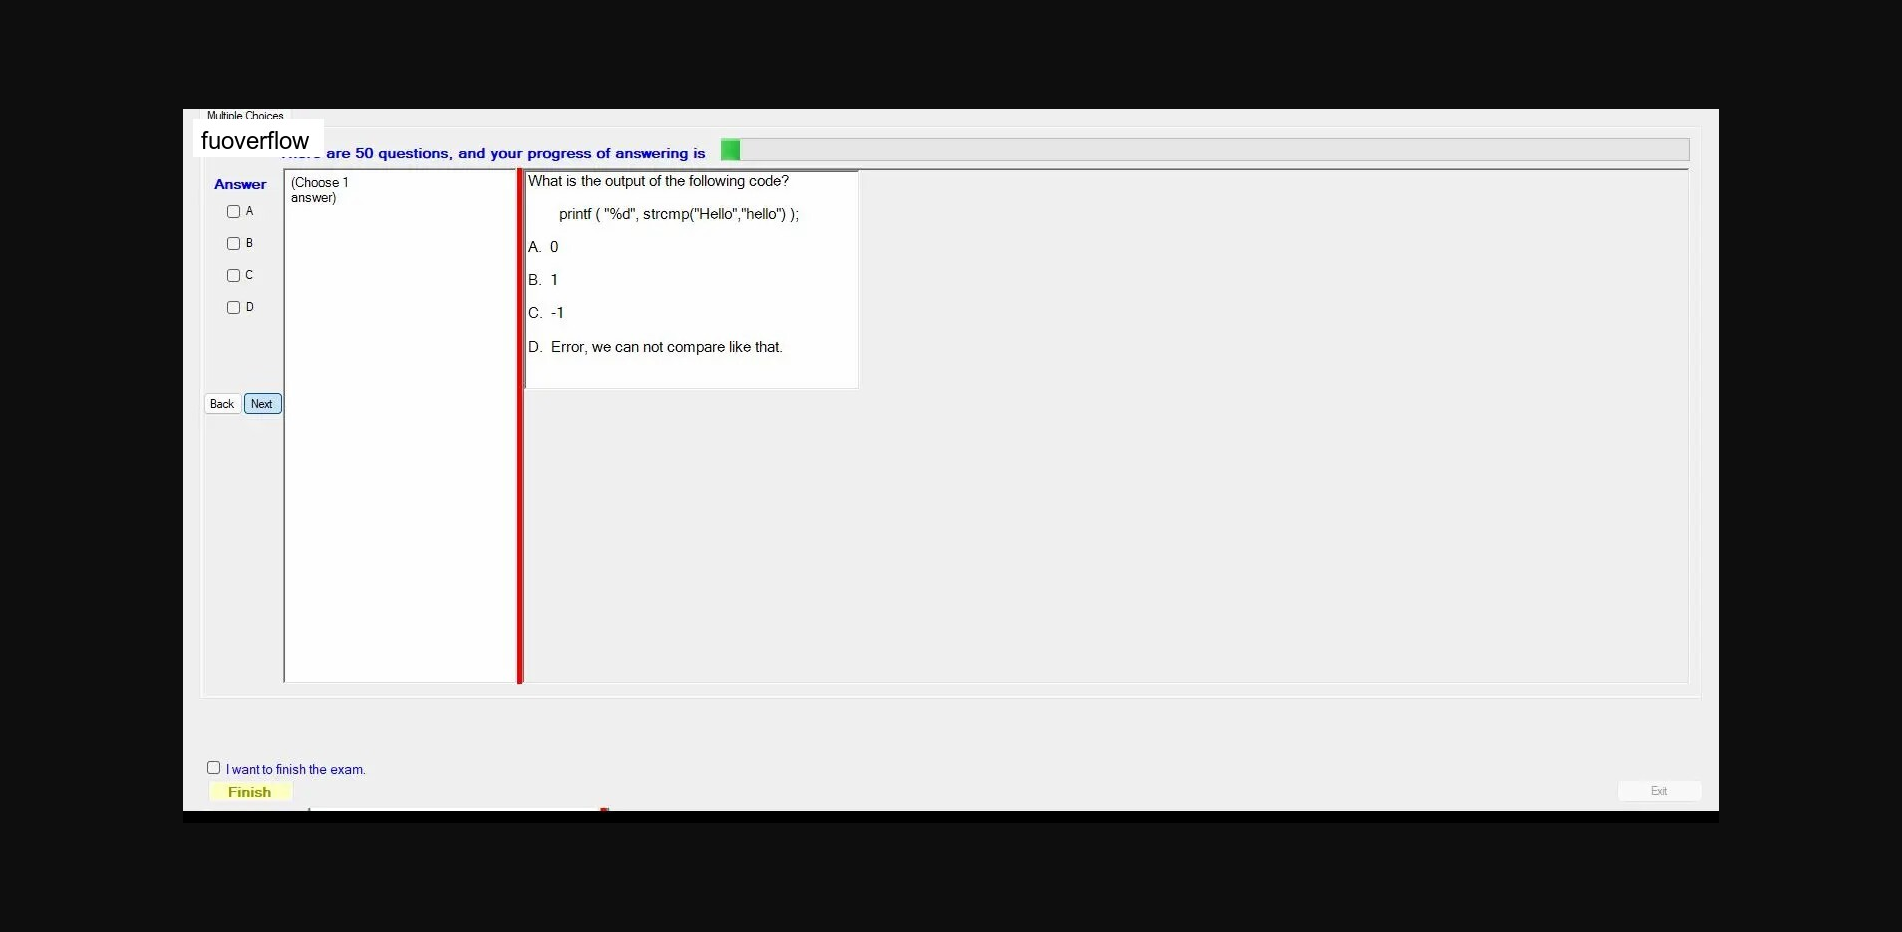 Multiple Choices
fuoverflow
are 50 questions, and your progress of answering is
Answer
A
B
C
D
Back
Next
(Choose 1
answer)
What is the output of the following code?
printf ( "%d", strcmp("Hello","hello") );
A. 0
B. 1
C. -1
D. Error, we can not compare like that.
I want to finish the exam.
Finish
Exit